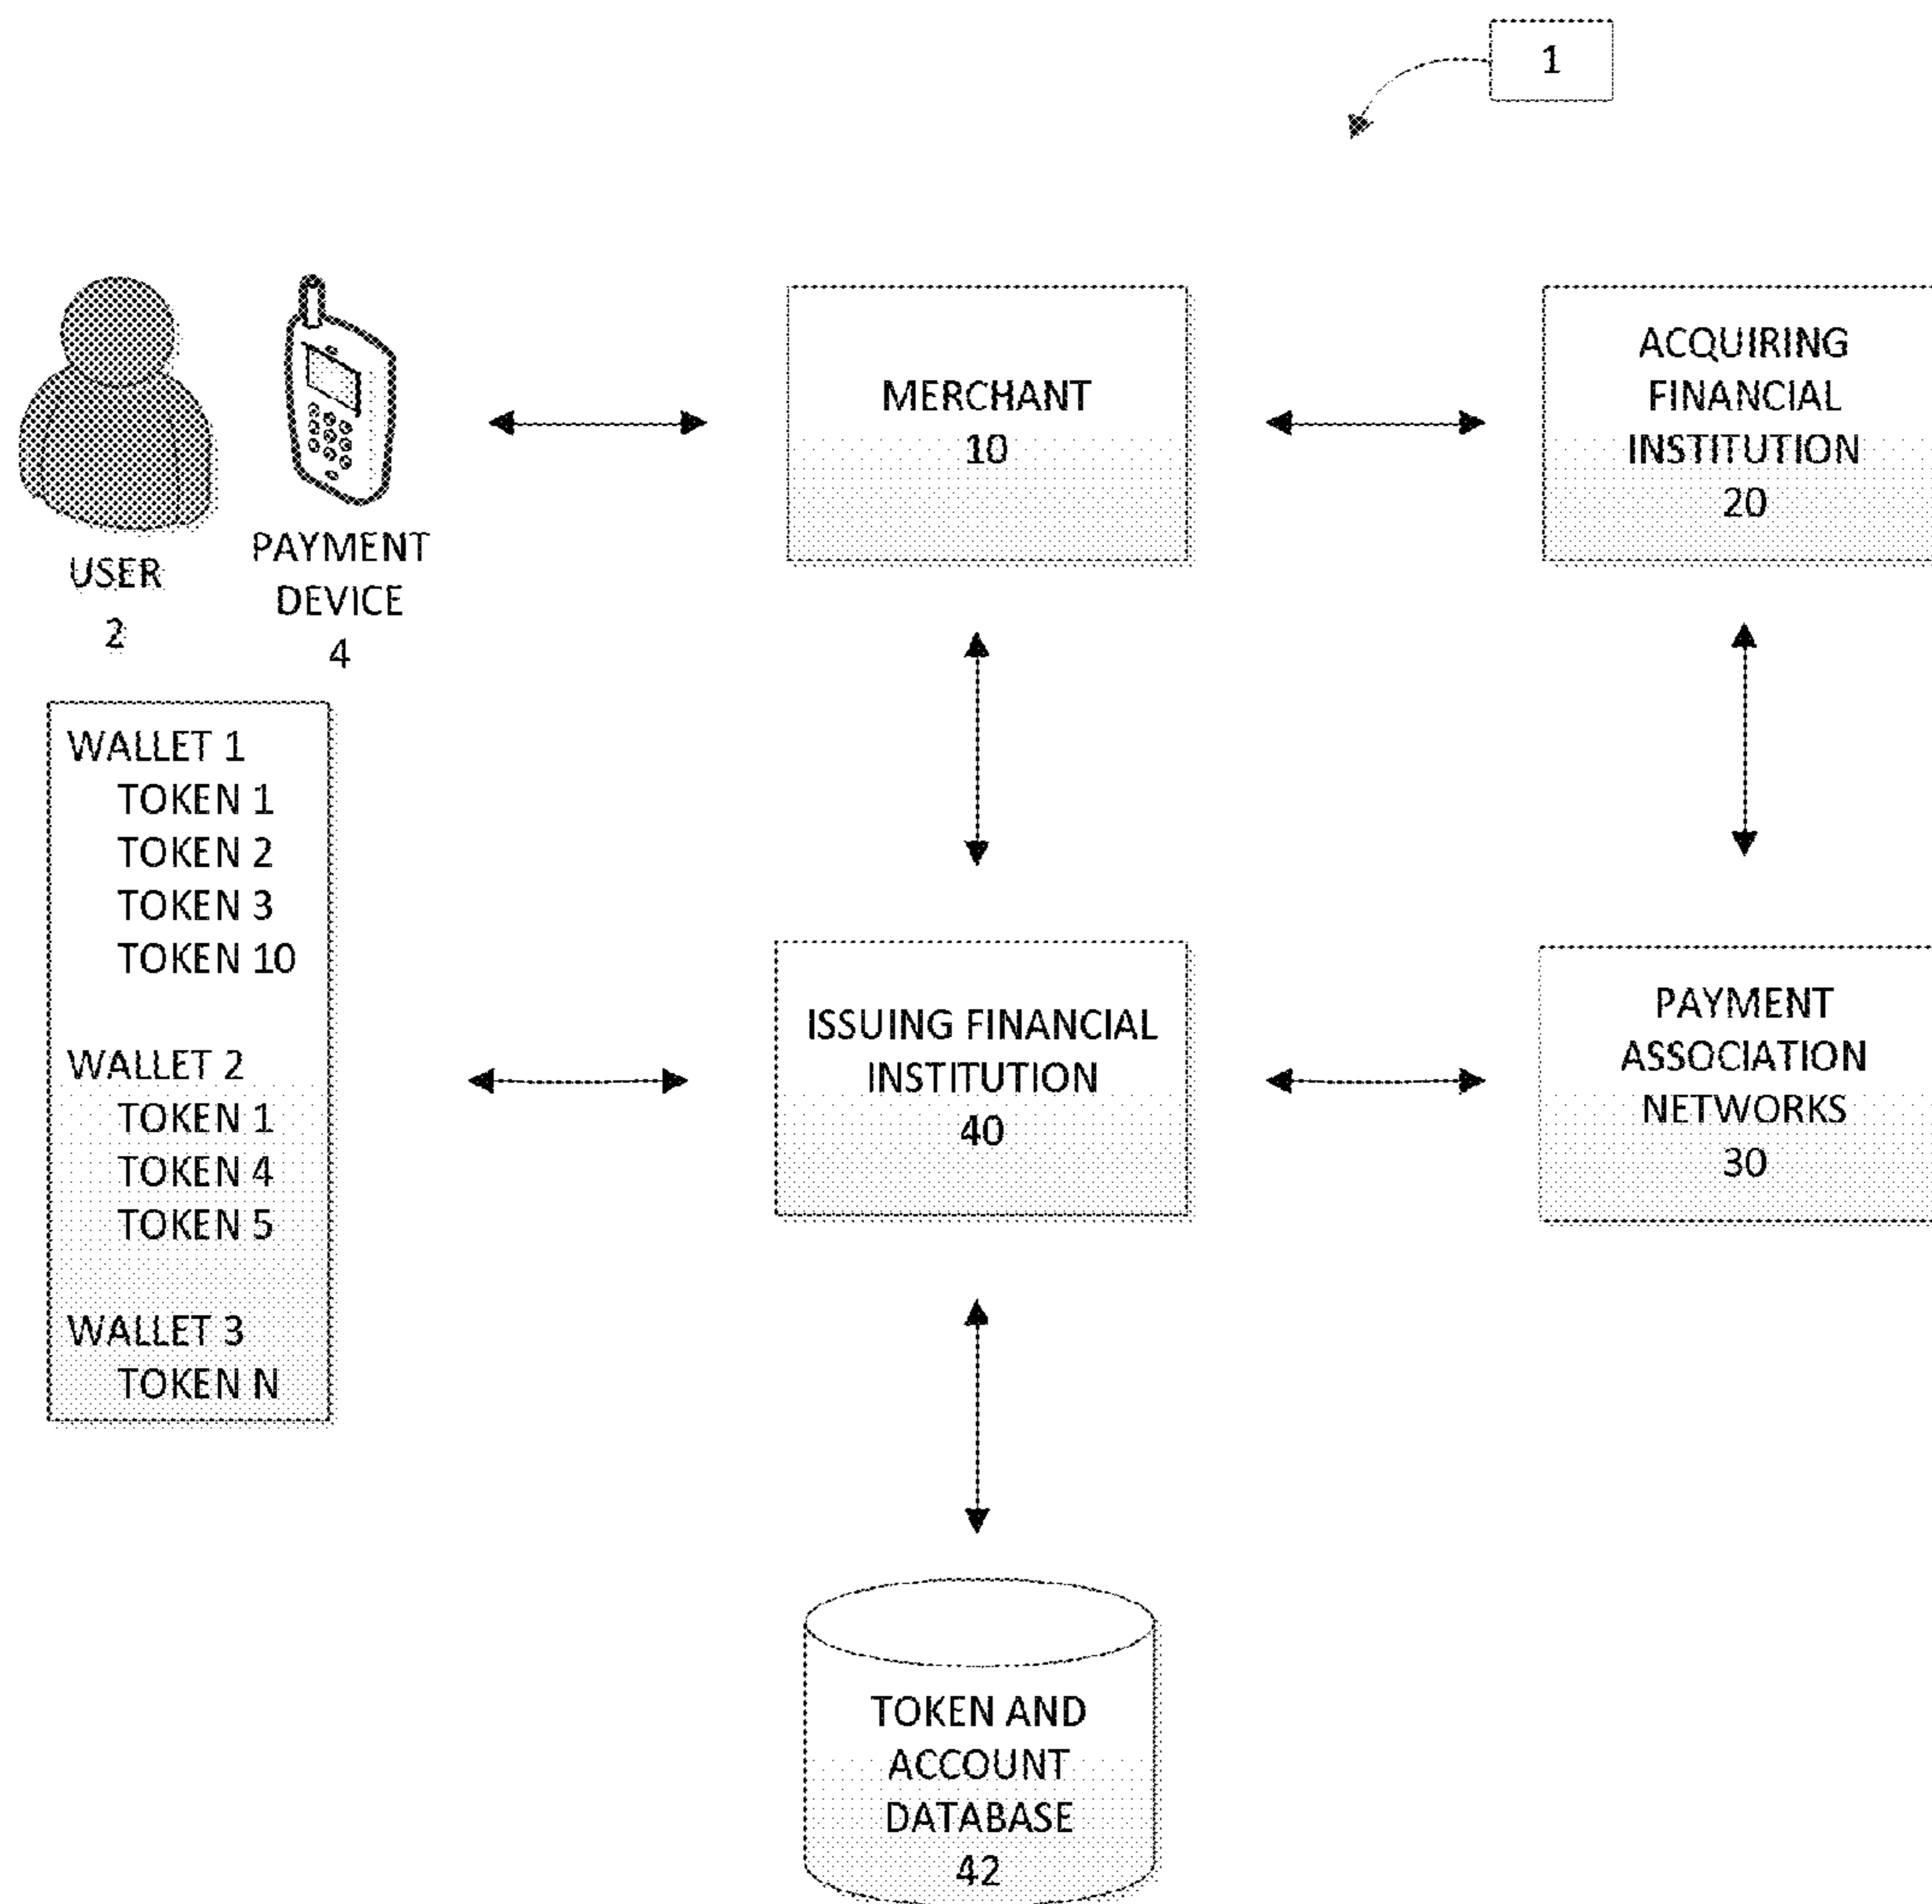 1
USER
2
PAYMENT
DEVICE
4
MERCHANT
10
ACQUIRING
FINANCIAL
INSTITUTION
20
WALLET 1
TOKEN 1
TOKEN 2
TOKEN 3
TOKEN 10
WALLET 2
TOKEN 1
TOKEN 4
TOKEN 5
WALLET 3
TOKEN N
ISSUING FINANCIAL
INSTITUTION
40
PAYMENT
ASSOCIATION
NETWORKS
30
TOKEN AND
ACCOUNT
DATABASE
42